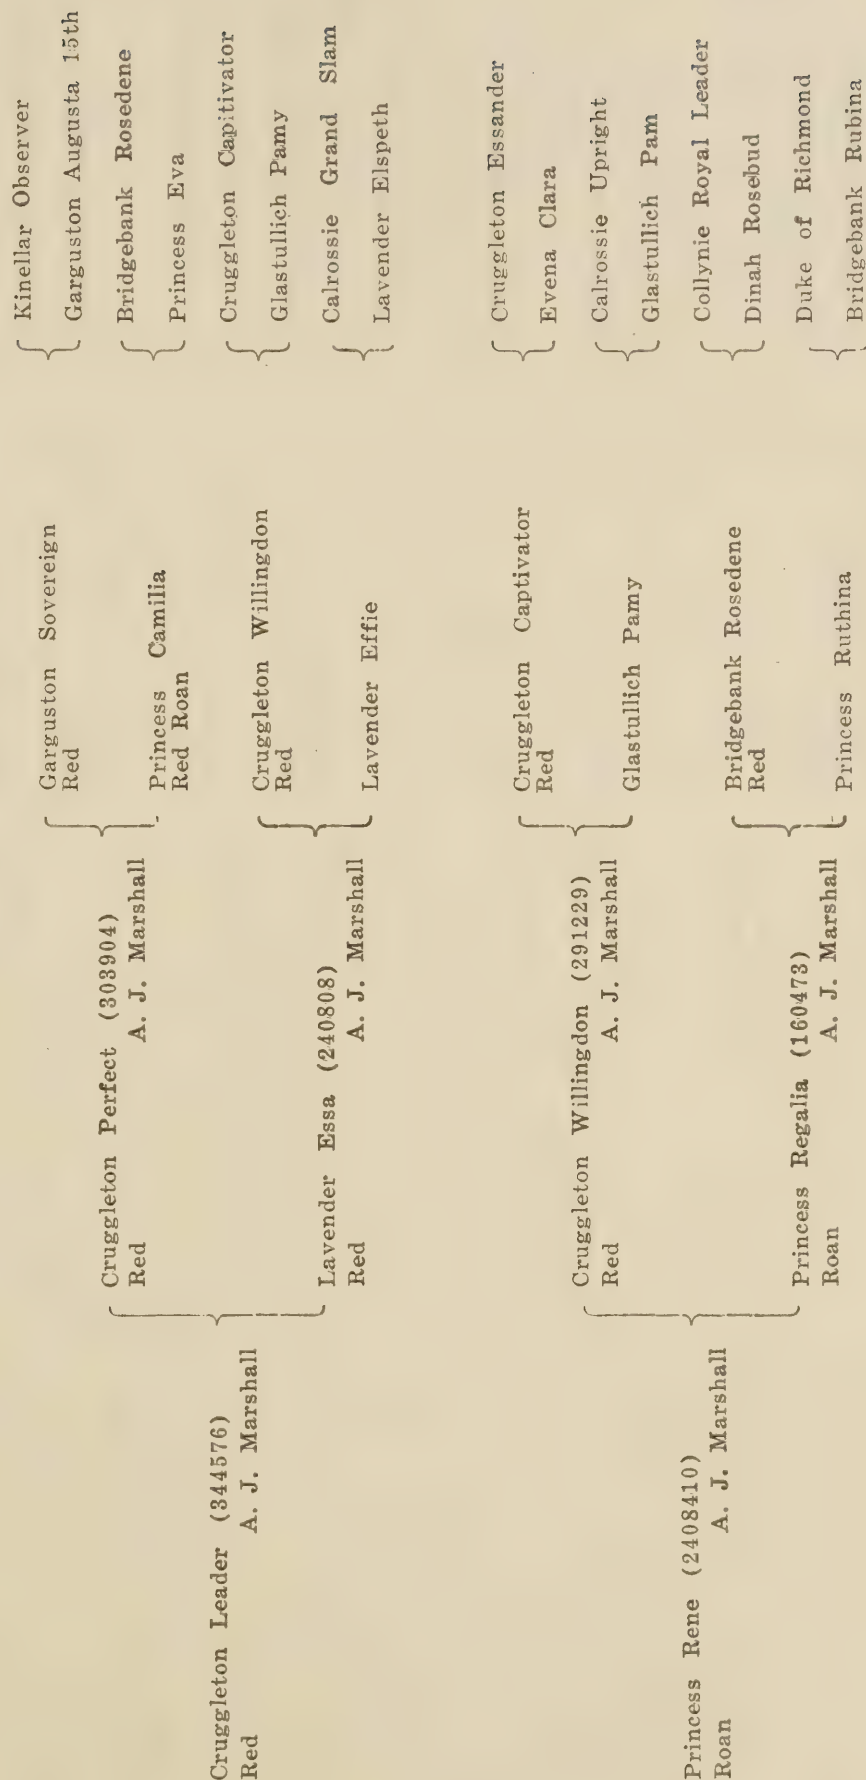 Cruggleton Leader (344576)
Red
A. J. Marshall
Cruggleton Perfect (303904)
Red
A. J. Marshall
Garguston Sovereign
Red
Kinellar Observer
Garguston Augusta 15th
Princess Camilia
Red Roan
Bridgebank Rosedene
Princess Eva
Lavender Essa (240808)
Red
A. J. Marshall
Cruggleton Willingdon
Red
Cruggleton Capitivator
Glastullich Pamy
Lavender Effie
Calrossie Grand Slam
Lavender Elspeth
Princess Rene (2408410)
Roan
A. J. Marshall
Cruggleton Willingdon (291229)
Red
A. J. Marshall
Cruggleton Captivator
Red
Cruggleton Essander
Evena Clara
Glastullich Pamy
Calrossie Upright
Glastullich Pam
Princess Regalia (160473)
Roan
A. J. Marshall
Bridgebank Rosedene
Red
Collynie Royal Leader
Dinah Rosebud
Princess Ruthina
Duke of Richmond
Bridgebank Rubina